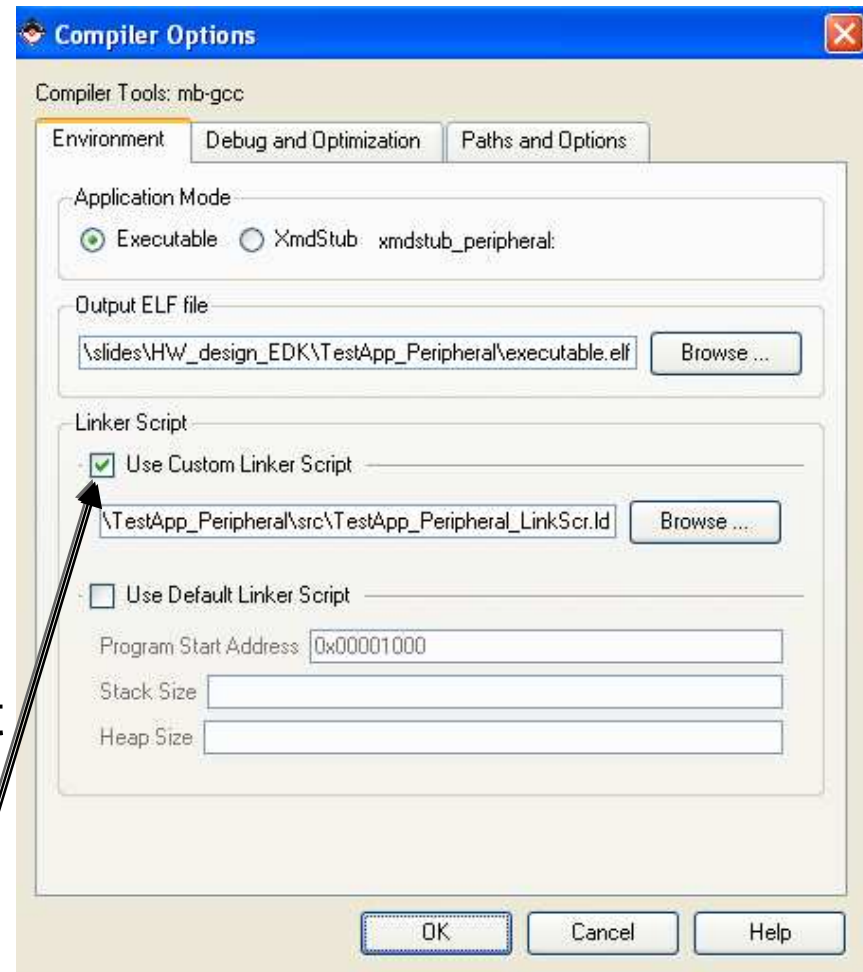 Compiler Options
Compiler Tools: mb-gcc
Environment Debug and Optimization Paths and Options
Application Mode
Executable XmdStub xmdstub_peripheral:
Output ELF file
\slides\HW_design_EDK\TestApp_Peripheral\executable.elf Browse ...
Linker Script
Use Custom Linker Script
\TestApp_Peripheral\src\TestApp_Peripheral_LinkScr.ld Browse ...
Use Default Linker Script
Program Start Address 0x00001000
Stack Size
Heap Size
OK Cancel Help